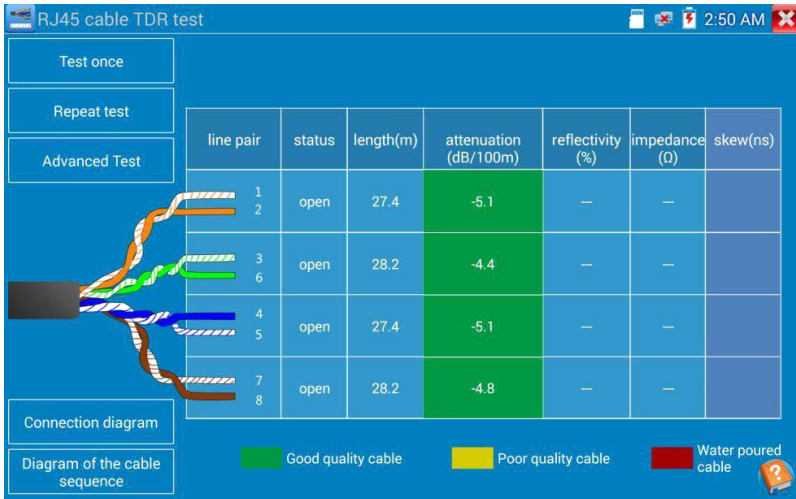 RJ45 cable TDR test
2:50 AM
Test once
Repeat test
Advanced Test
line pair status length(m) attenuation (dB/100m) reflectivity (%) impedance (Ω) skew(ns)
1
2
open 27.4 -5.1 — —
3
6
open 28.2 -4.4 — —
4
5
open 27.4 -5.1 — —
7
8
open 28.2 -4.8 — —
Connection diagram
Diagram of the cable
sequence
Good quality cable
Poor quality cable
Water poured
cable
?